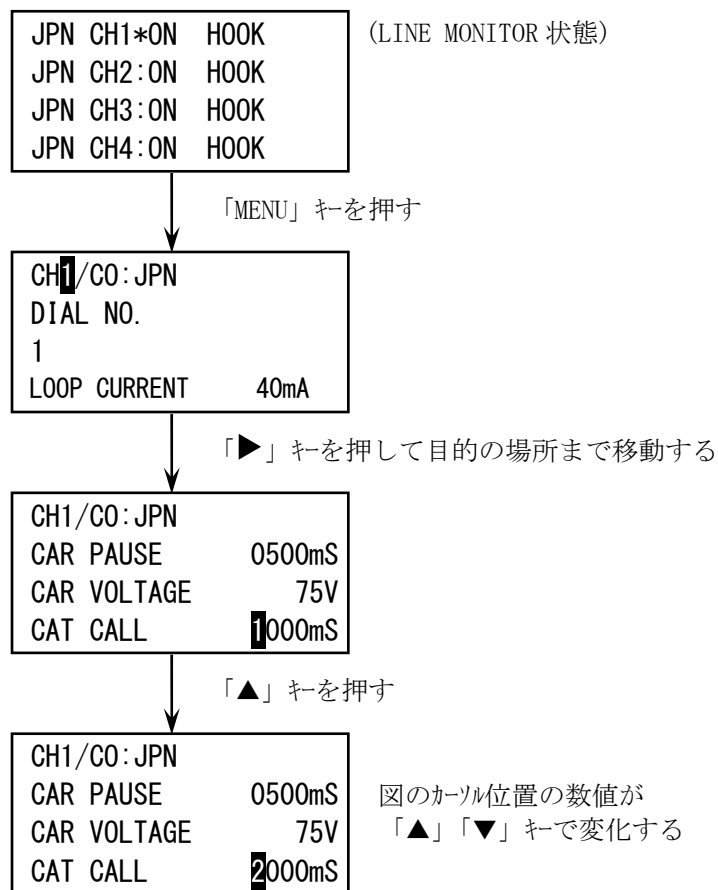 JPN CH1*ON HOOK (LINE MONITOR 状態)
JPN CH2:ON HOOK
JPN CH3:ON HOOK
JPN CH4:ON HOOK
「MENU」 キーを押す
CH1/CO:JPN
DIAL NO.
1
LOOP CURRENT 40mA
「▶」 キーを押して目的の場所まで移動する
CH1/CO:JPN
CAR PAUSE 0500mS
CAR VOLTAGE 75V
CAT CALL 1000mS
「▲」 キーを押す
CH1/CO:JPN
CAR PAUSE 0500mS 図のカーソル位置の数値が
CAR VOLTAGE 75V 「▲」「▼」 キーで変化する
CAT CALL 2000mS